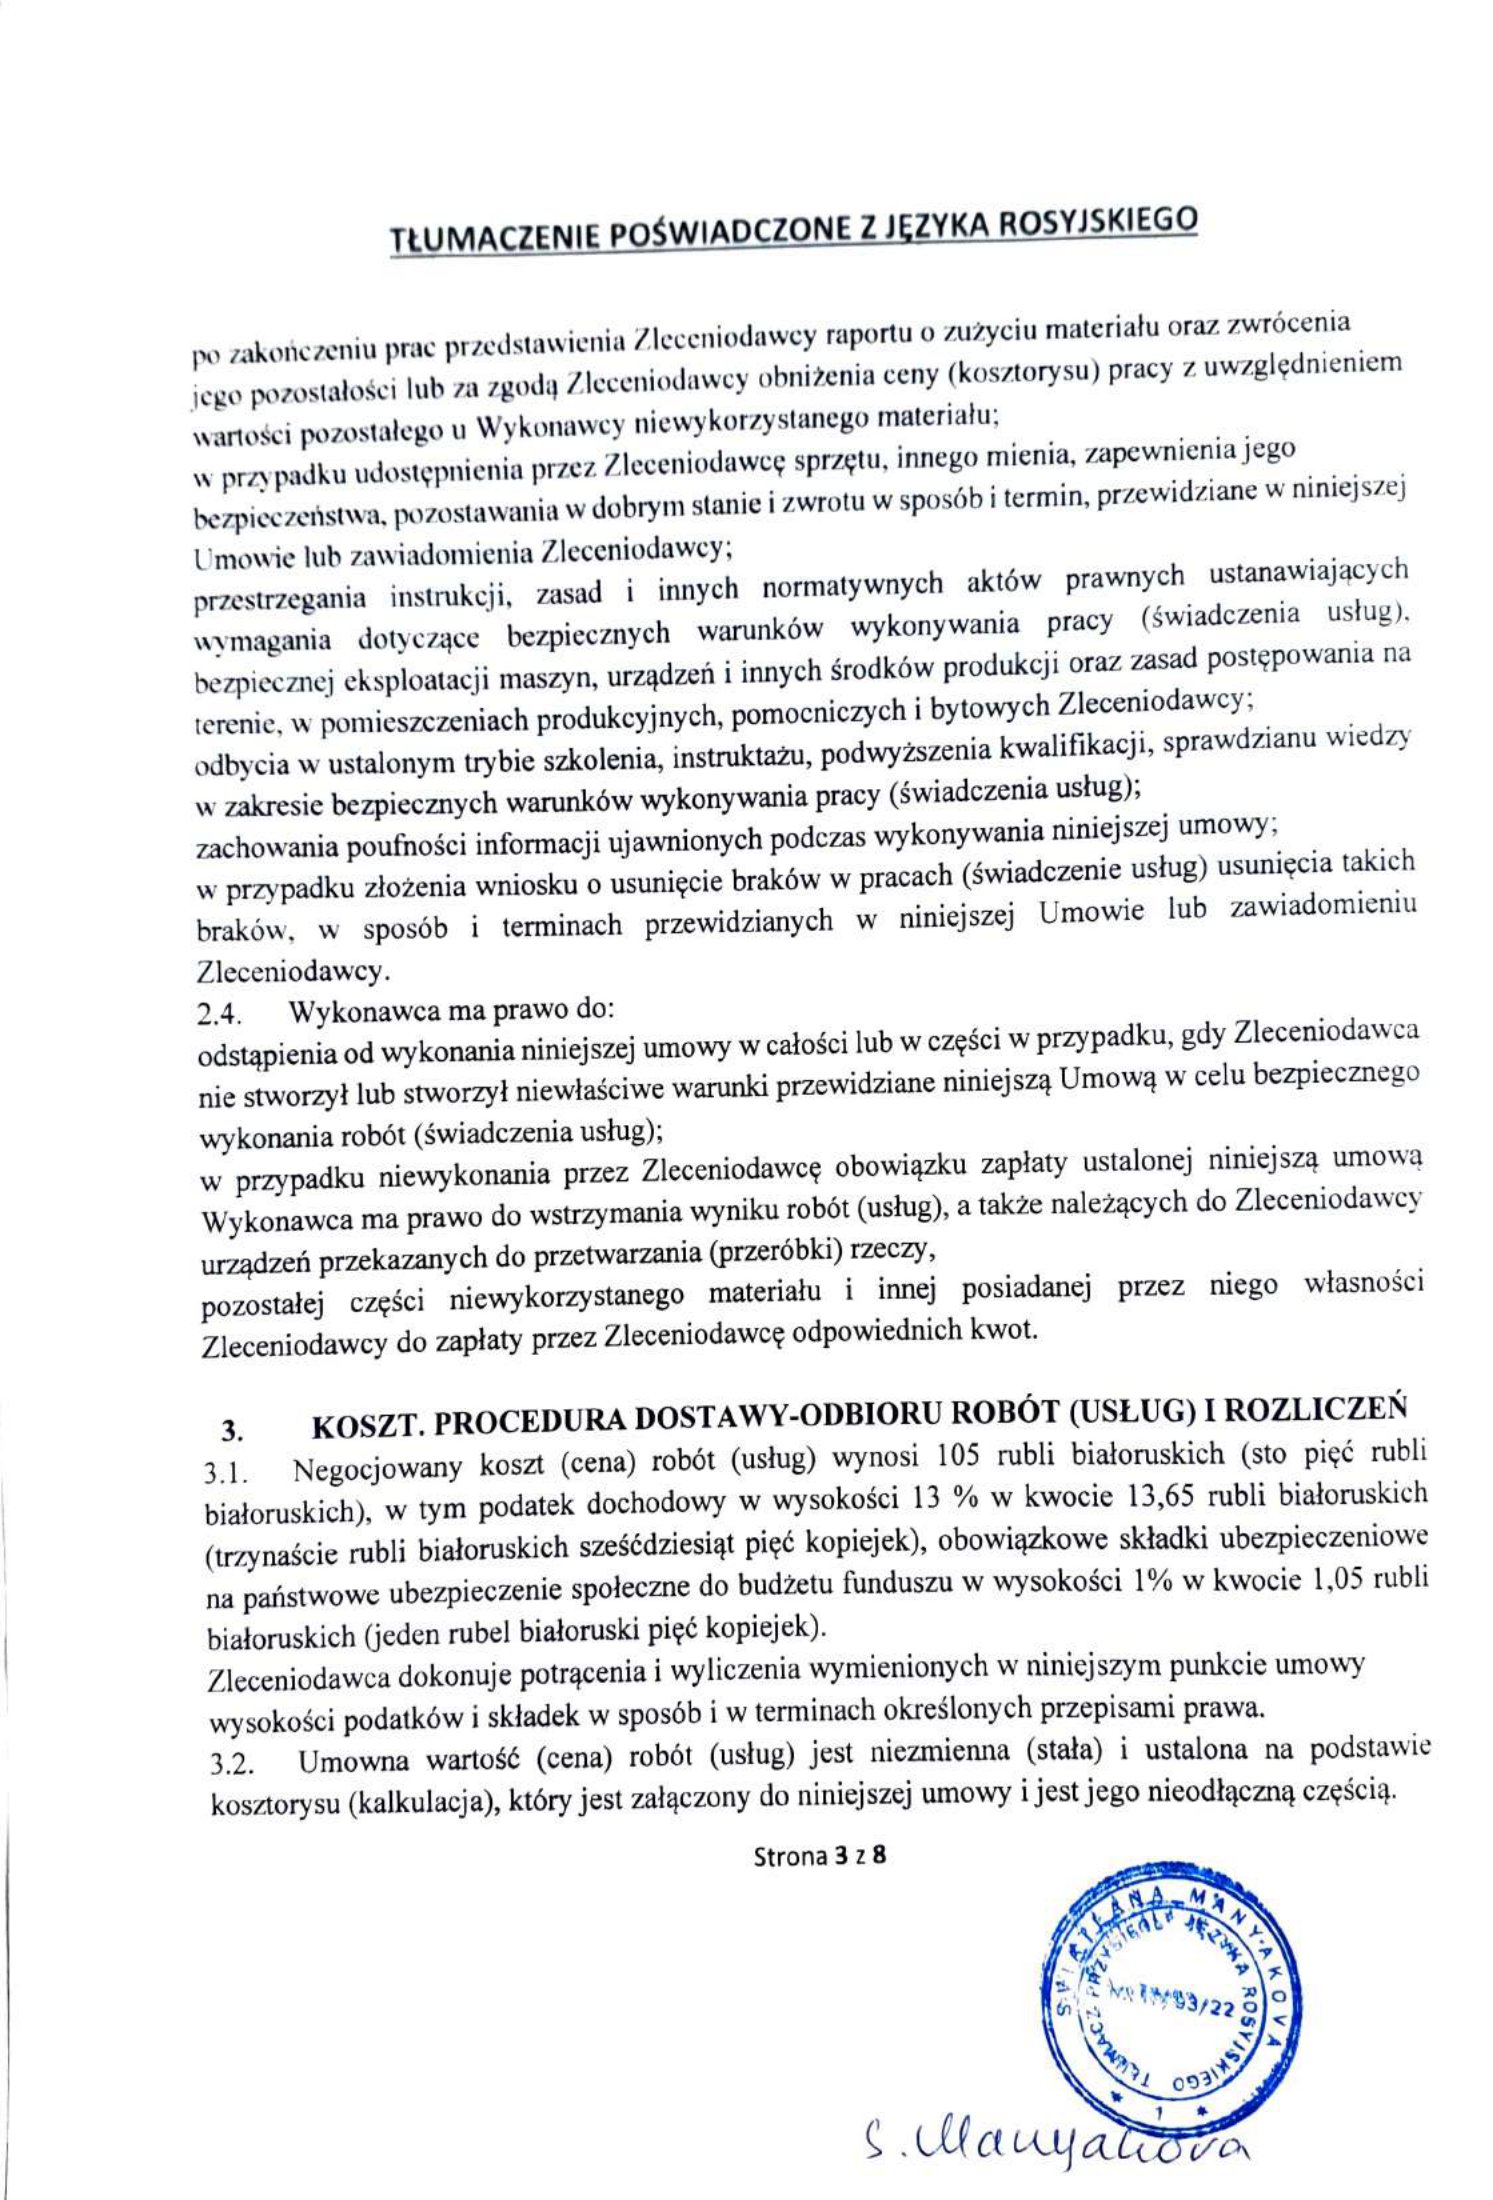 TŁUMACZENIE POŚWIADCZONE Z JĘZYKA ROSYJSKIEGO
po zakończeniu prac przedstawienia Zleceniodawcy raportu o zużyciu materiału oraz zwrócenia
jego pozostałości lub za zgodą Zleceniodawcy obniżenia ceny (kosztorysu) pracy z uwzględnieniem
wartości pozostałego u Wykonawcy niewykorzystanego materiału;
w przypadku udostępnienia przez Zleceniodawcę sprzętu, innego mienia, zapewnienia jego
bezpieczeństwa, pozostawania w dobrym stanie i zwrotu w sposób i termin, przewidziane w niniejszej
Umowie lub zawiadomienia Zleceniodawcy;
przestrzegania instrukcji, zasad i innych normatywnych aktów prawnych ustanawiających
wymagania dotyczące bezpiecznych warunków wykonywania pracy (świadczenia usług),
bezpiecznej eksploatacji maszyn, urządzeń i innych środków produkcji oraz zasad postępowania na
terenie, w pomieszczeniach produkcyjnych, pomocniczych i bytowych Zleceniodawcy;
odbycia w ustalonym trybie szkolenia, instruktażu, podwyższenia kwalifikacji, sprawdzianu wiedzy
w zakresie bezpiecznych warunków wykonywania pracy (świadczenia usług);
zachowania poufności informacji ujawnionych podczas wykonywania niniejszej umowy;
w przypadku złożenia wniosku o usunięcie braków w pracach (świadczenie usług) usunięcia takich
braków, w sposób i terminach przewidzianych w niniejszej Umowie lub zawiadomieniu
Zleceniodawcy.
2.4. Wykonawca ma prawo do:
odstąpienia od wykonania niniejszej umowy w całości lub w części w przypadku, gdy Zleceniodawca
nie stworzył lub stworzył niewłaściwe warunki przewidziane niniejszą Umową w celu bezpiecznego
wykonania robót (świadczenia usług);
w przypadku niewykonania przez Zleceniodawcę obowiązku zapłaty ustalonej niniejszą umową
Wykonawca ma prawo do wstrzymania wyniku robót (usług), a także należących do Zleceniodawcy
urządzeń przekazanych do przetwarzania (przeróbki) rzeczy,
pozostałej części niewykorzystanego materiału i innej posiadanej przez niego własności
Zleceniodawcy do zapłaty przez Zleceniodawcę odpowiednich kwot.
3. KOSZT. PROCEDURA DOSTAWY-ODBIORU ROBÓT (USŁUG) I ROZLICZEŃ
3.1. Negocjowany koszt (cena) robót (usług) wynosi 105 rubli białoruskich (sto pięć rubli
białoruskich), w tym podatek dochodowy w wysokości 13 % w kwocie 13,65 rubli białoruskich
(trzynaście rubli białoruskich sześćdziesiąt pięć kopiejek), obowiązkowe składki ubezpieczeniowe
na państwowe ubezpieczenie społeczne do budżetu funduszu w wysokości 1% w kwocie 1,05 rubli
białoruskich (jeden rubel białoruski pięć kopiejek).
Zleceniodawca dokonuje potrącenia i wyliczenia wymienionych w niniejszym punkcie umowy
wysokości podatków i składek w sposób i w terminach określonych przepisami prawa.
3.2. Umowna wartość (cena) robót (usług) jest niezmienna (stała) i ustalona na podstawie
kosztorysu (kalkulacja), który jest załączony do niniejszej umowy i jest jego nieodłączną częścią.
Strona 3 z 8
MANYAKOVA
TŁUMACZ PRZYSIĘGŁY JĘZYKA ROSYJSKIEGO
93/22
* 1 *
S. Manyakova